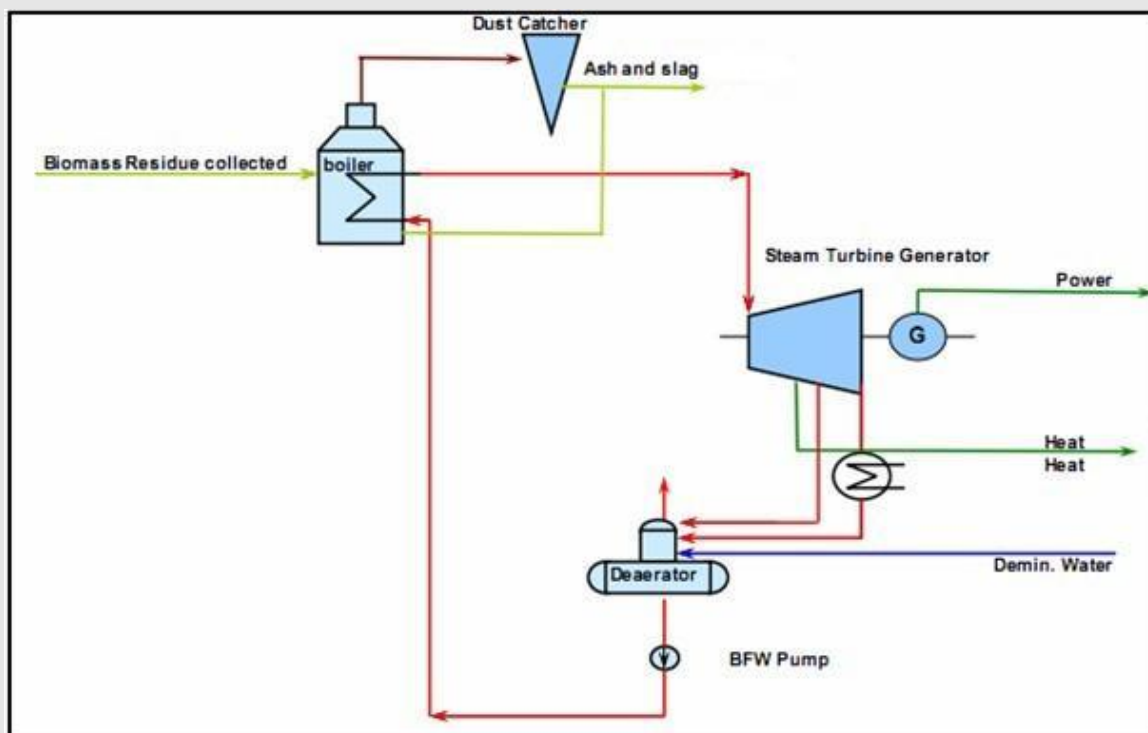 Dust Catcher
Ash and slag
Biomass Residue collected
boiler
Steam Turbine Generator
Power
G
Heat
Heat
Deaerator
Demin. Water
BFW Pump